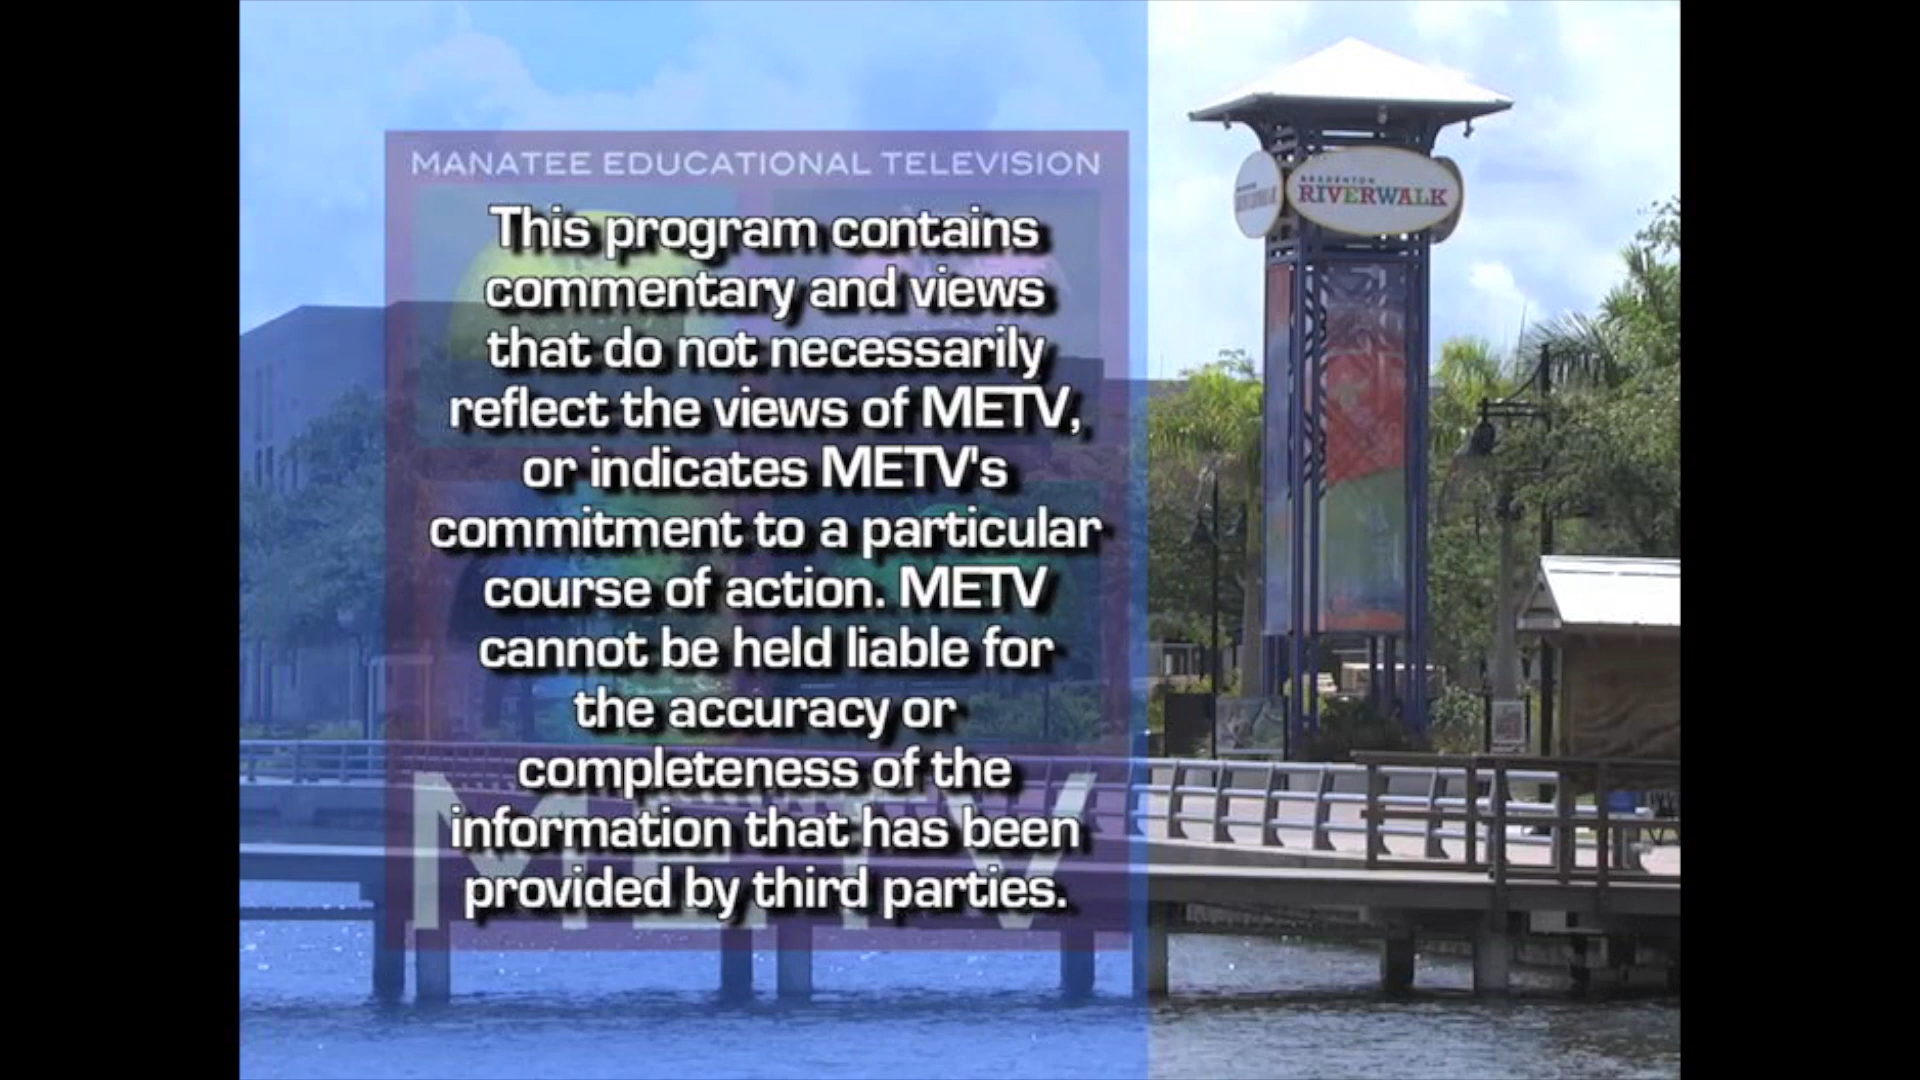 MANATEE EDUCATIONAL TELEVISION
This program contains
commentary and views
that do not necessarily
reflect the views of METV,
or indicates METV's
commitment to a particular
course of action. METV
cannot be held liable for
the accuracy or
completeness of the
information that has been
provided by third parties.
METV
BRADENTON
RIVERWALK